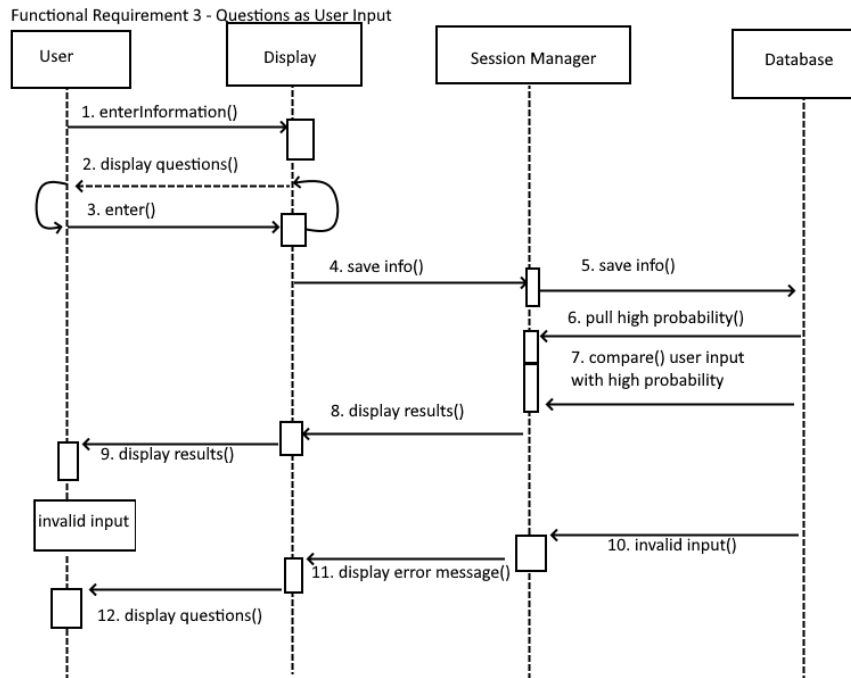 Functional Requirement 3 - Questions as User Input
User
Display
Session Manager
Database
1. enterInformation()
2. display questions()
3. enter()
4. save info()
5. save info()
6. pull high probability()
7. compare() user input
with high probability
8. display results()
9. display results()
invalid input
10. invalid input()
11. display error message()
12. display questions()